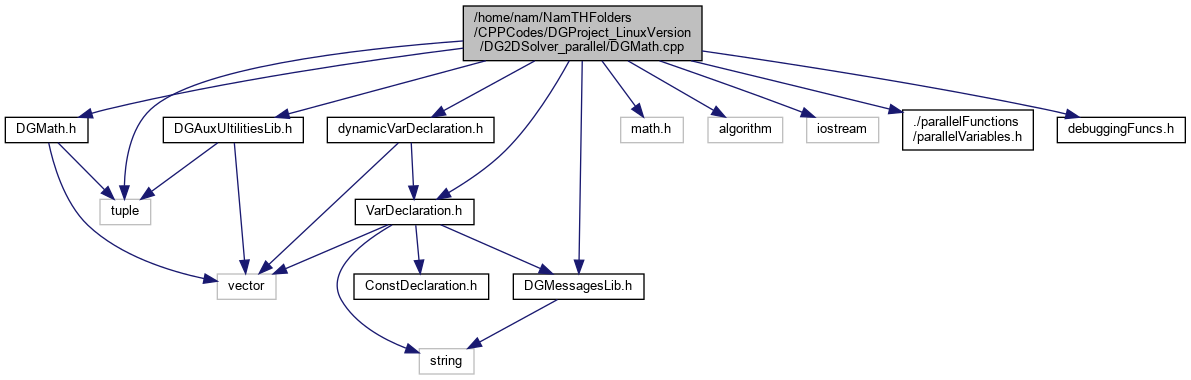 /home/nam/NamTHFolders
/CPPCodes/DGProject_LinuxVersion
/DG2DSolver_parallel/DGMath.cpp
DGMath.h
DGAuxUltilitiesLib.h
dynamicVarDeclaration.h
math.h
algorithm
iostream
./parallelFunctions
/parallelVariables.h
debuggingFuncs.h
tuple
VarDeclaration.h
vector
ConstDeclaration.h
DGMessagesLib.h
string